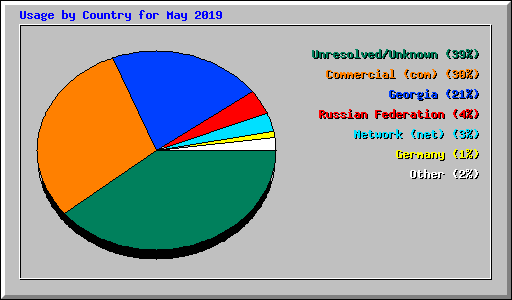 Usage by Country for May 2019
Unresolved/Unknown (39%)
Commercial (com) (30%)
Georgia (21%)
Russian Federation (4%)
Network (net) (3%)
Germany (1%)
Other (2%)